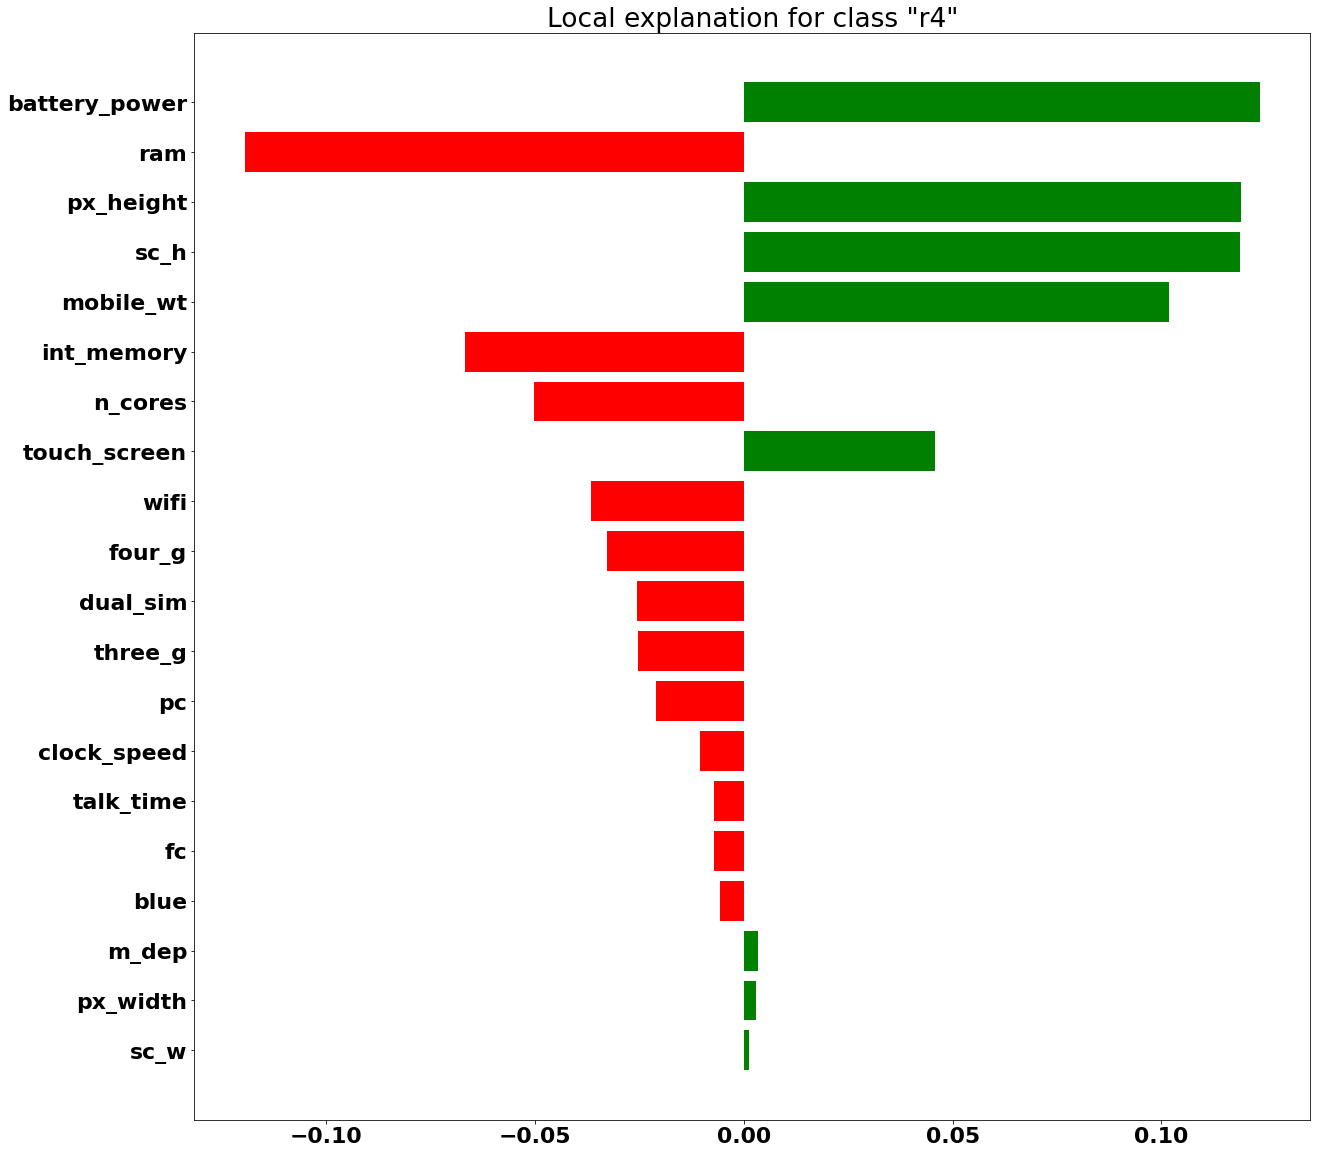 Local explanation for class "r4"
battery_power
ram
px_height
sc_h
mobile_wt
int_memory
n_cores
touch_screen
wifi
four_g
dual_sim
three_g
pc
clock_speed
talk_time
fc
blue
m_dep
px_width
sc_w
−0.10 −0.05 0.00 0.05 0.10